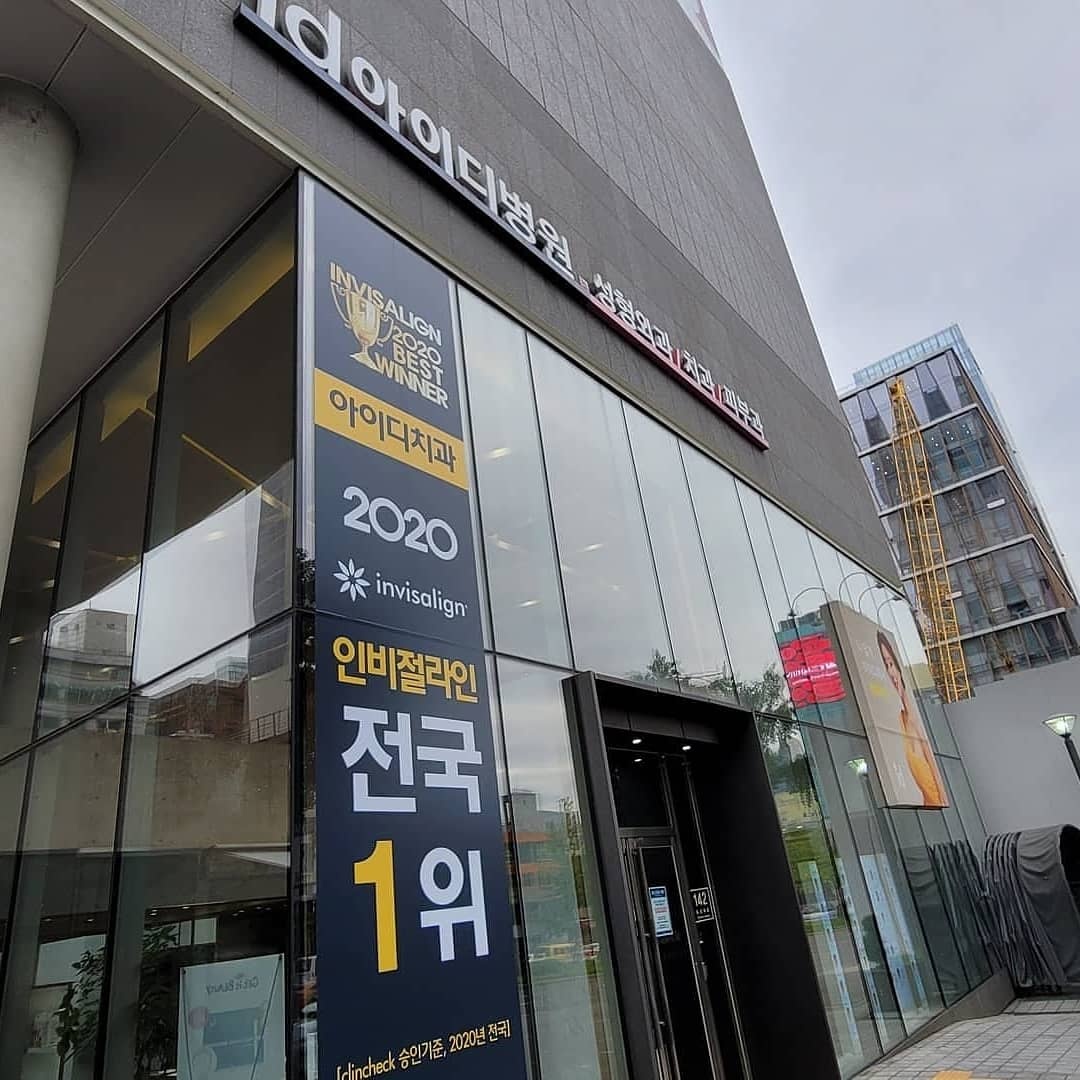 id아이디병원
성형외과 | 치과 | 피부과
INVISALIGN
2020
BEST
WINNER
아이디치과
2020
invisalign
인비절라인
전국
1위
[clincheck 승인기준, 2020년 전국]
142